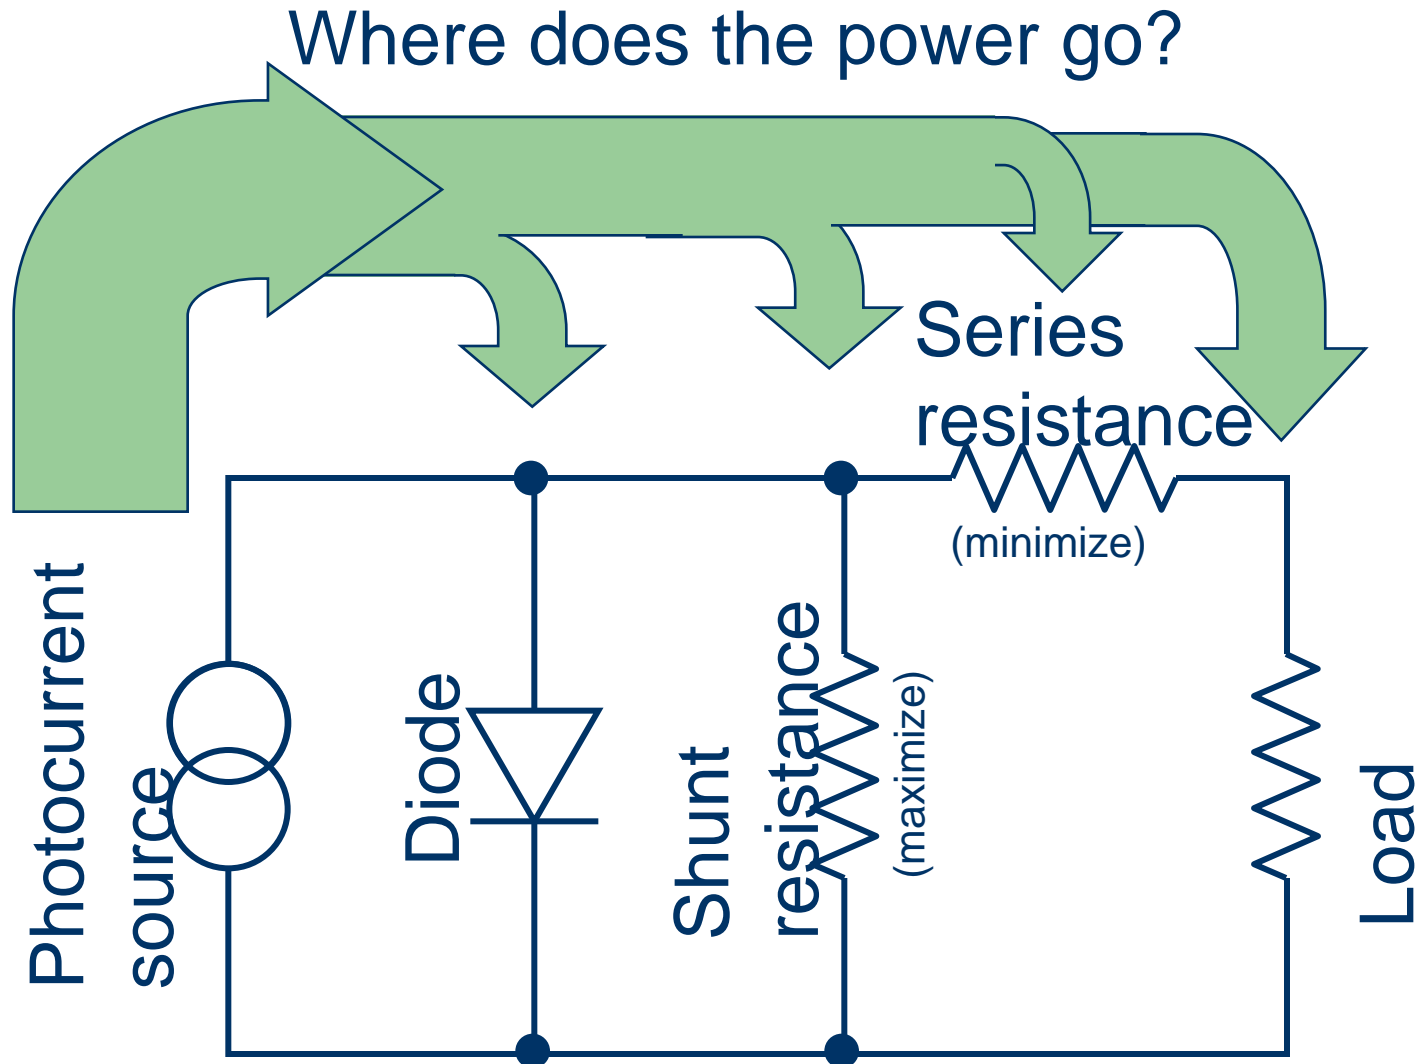 Where does the power go?
Series
resistance
(minimize)
Photocurrent
source
Diode
Shunt
resistance
(maximize)
Load